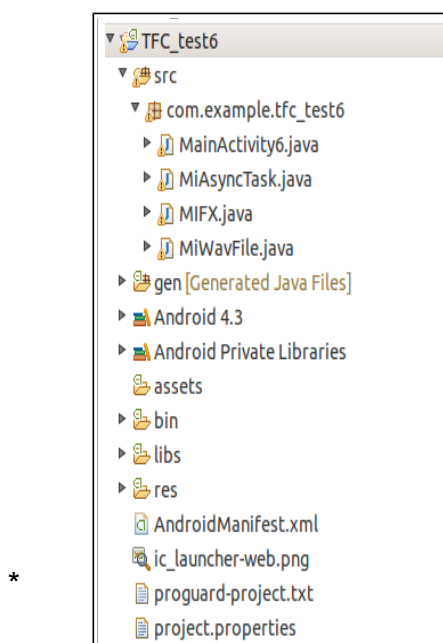 TFC_test6
src
com.example.tfc_test6
MainActivity6.java
MiAsyncTask.java
MIFX.java
MiWavFile.java
gen [Generated Java Files]
Android 4.3
Android Private Libraries
assets
bin
libs
res
AndroidManifest.xml
ic_launcher-web.png
* proguard-project.txt
project.properties